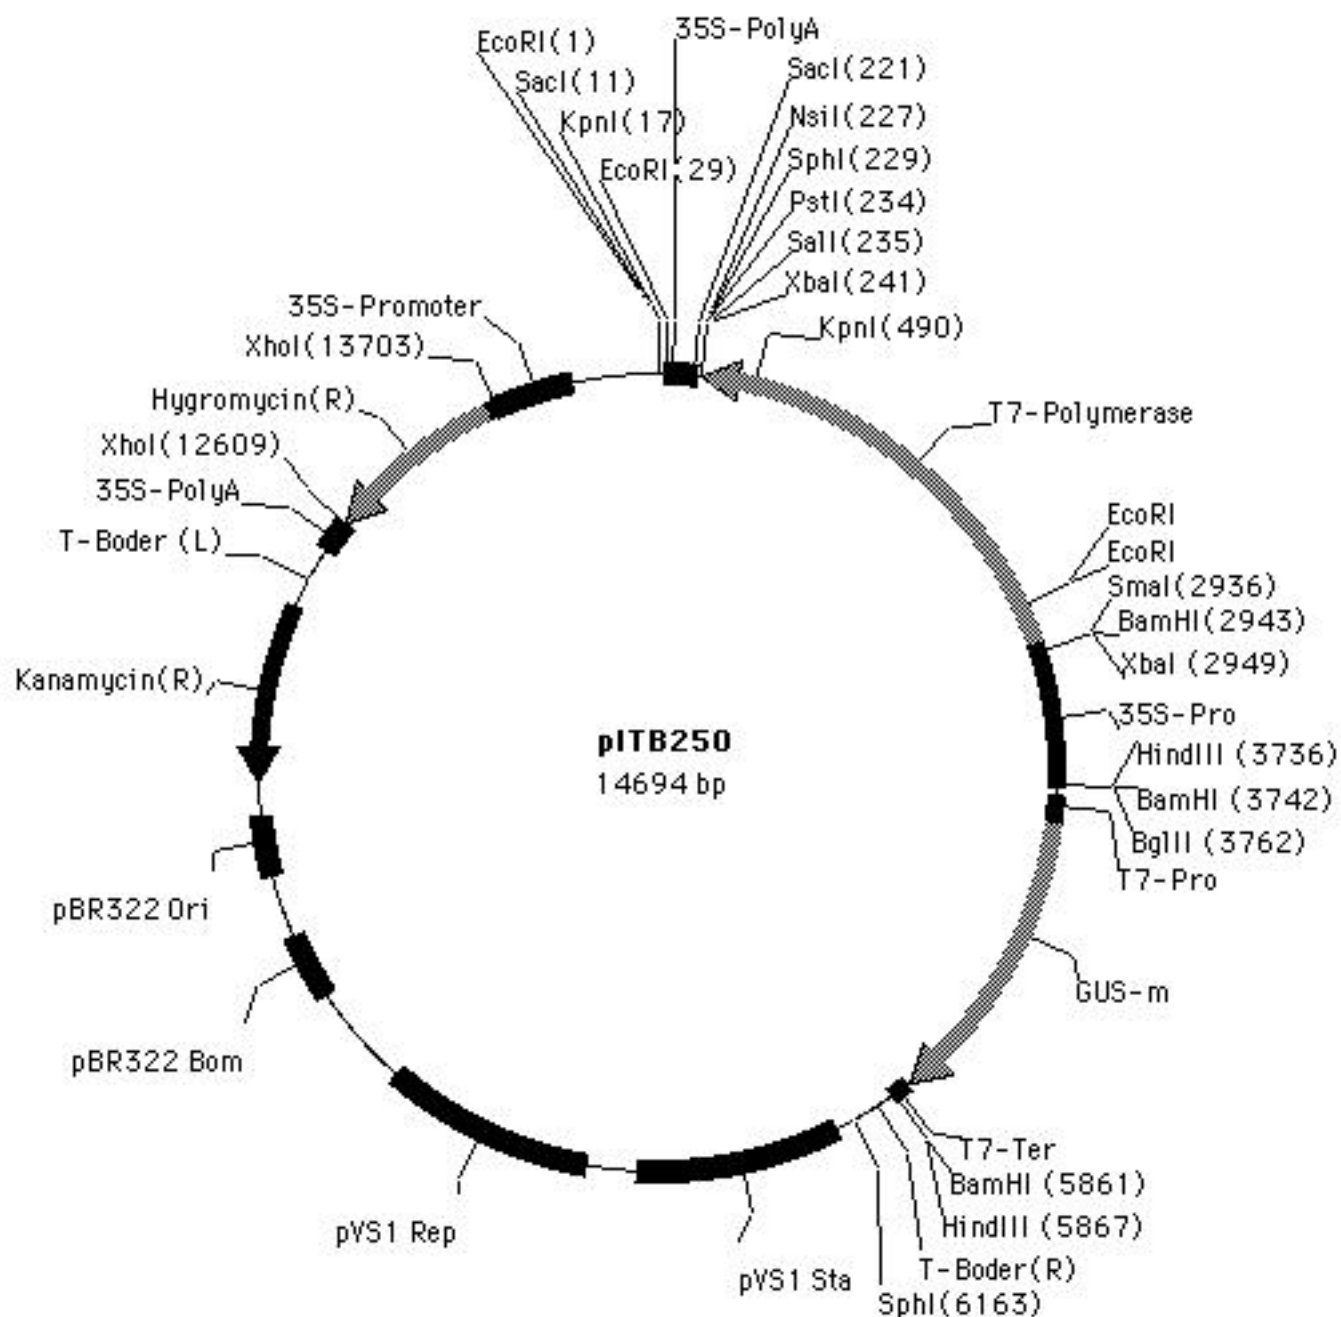 EcoRI(1)
SacI(11)
KpnI(17)
EcoRI(29)
35S-PolyA
SacI(221)
NsiI(227)
SphI(229)
PstI(234)
SalI(235)
XbaI(241)
KpnI(490)
T7-Polymerase
EcoRI
EcoRI
SmaI(2936)
BamHI(2943)
XbaI (2949)
35S-Pro
HindIII (3736)
BamHI (3742)
BglII (3762)
T7-Pro
GUS-m
T7-Ter
BamHI (5861)
HindIII (5867)
T-Boder(R)
SphI(6163)
pVS1 Sta
pVS1 Rep
pBR322 Bom
pBR322 Ori
Kanamycin(R)
T-Boder (L)
35S-PolyA
XhoI(12609)
Hygromycin(R)
XhoI(13703)
35S-Promoter
pITB250
14694 bp